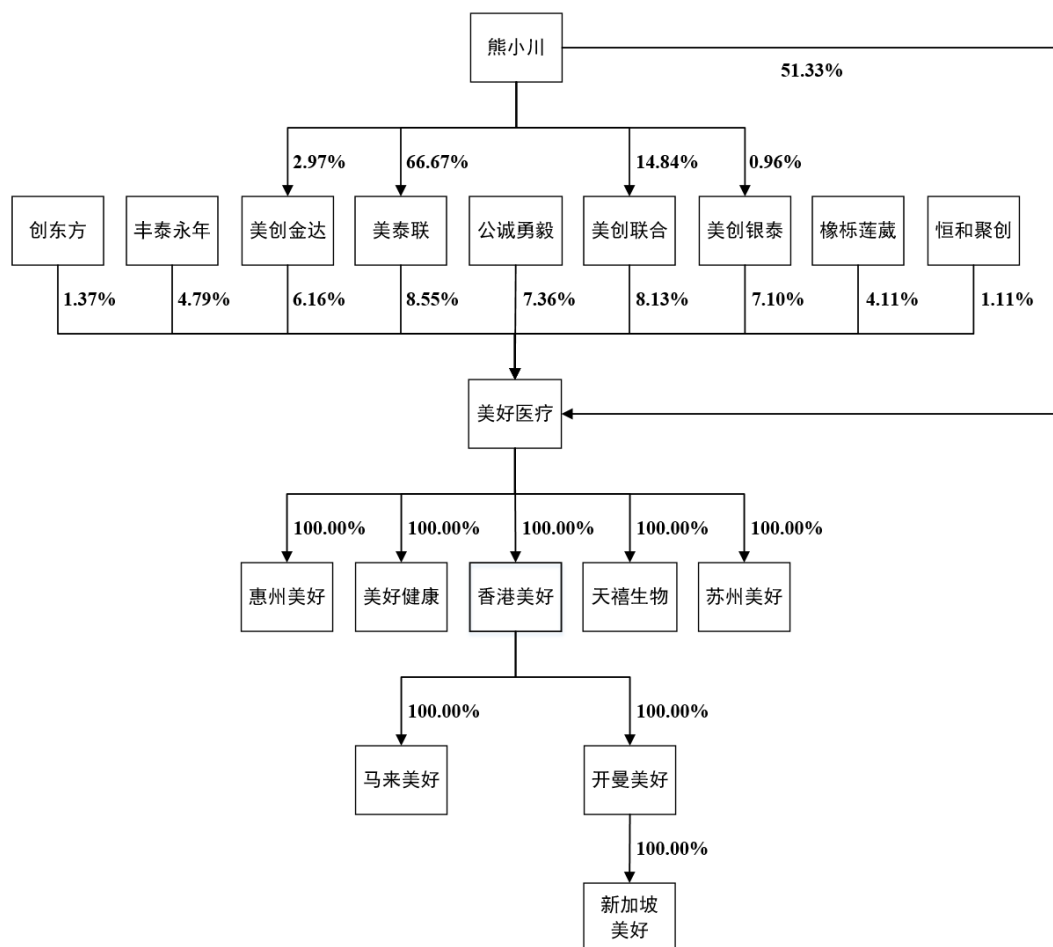 熊小川
51.33%
2.97%
66.67%
14.84%
0.96%
创东方
丰泰永年
美创金达
美泰联
公诚勇毅
美创联合
美创银泰
橡栎莲葳
恒和聚创
1.37%
4.79%
6.16%
8.55%
7.36%
8.13%
7.10%
4.11%
1.11%
美好医疗
100.00%
100.00%
100.00%
100.00%
100.00%
惠州美好
美好健康
香港美好
天禧生物
苏州美好
100.00%
100.00%
马来美好
开曼美好
100.00%
新加坡
美好